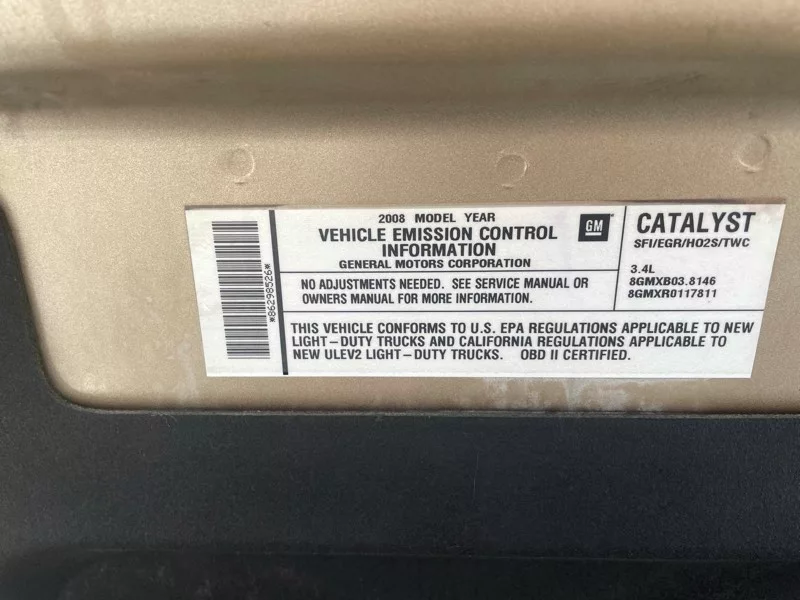 *86298526*
2008 MODEL YEAR
VEHICLE EMISSION CONTROL
INFORMATION
GENERAL MOTORS CORPORATION
GM
CATALYST
SFI/EGR/HO2S/TWC
3.4L
8GMXB03.8146
8GMXR0117811
NO ADJUSTMENTS NEEDED. SEE SERVICE MANUAL OR
OWNERS MANUAL FOR MORE INFORMATION.
THIS VEHICLE CONFORMS TO U.S. EPA REGULATIONS APPLICABLE TO NEW
LIGHT-DUTY TRUCKS AND CALIFORNIA REGULATIONS APPLICABLE TO
NEW ULEV2 LIGHT-DUTY TRUCKS. OBD II CERTIFIED.